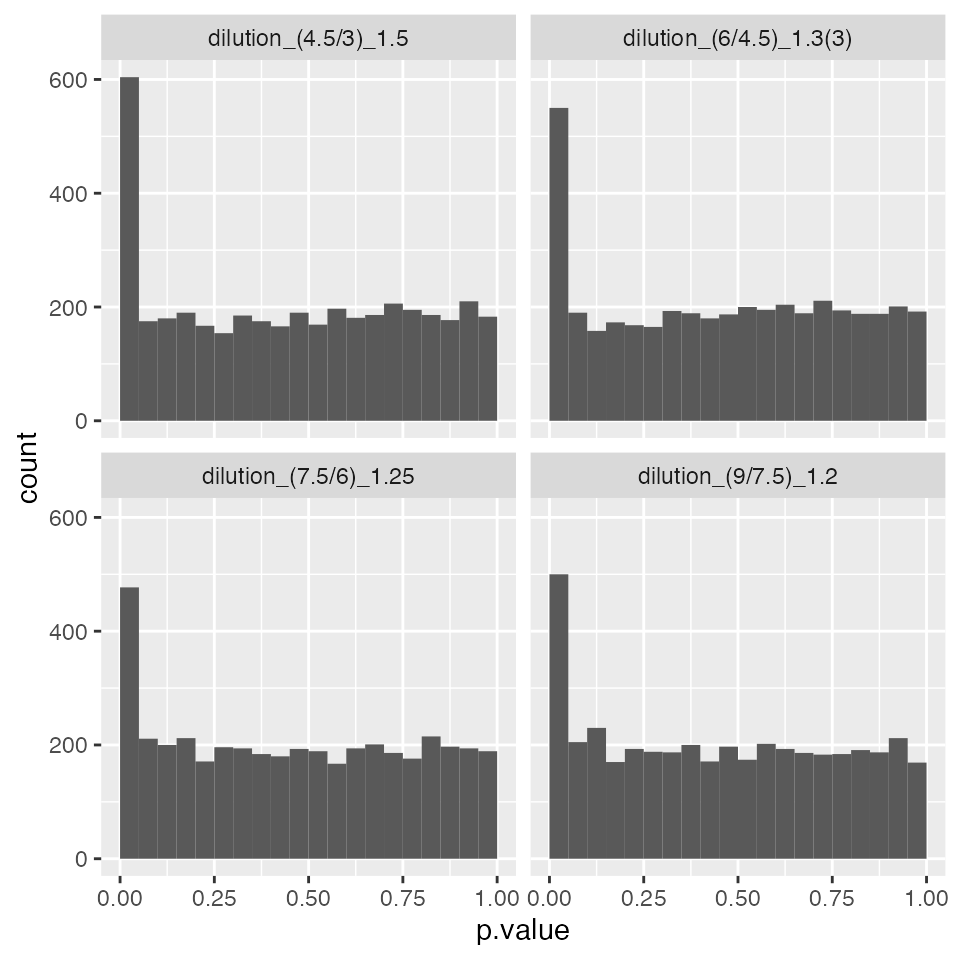 dilution_(4.5/3)_1.5
dilution_(6/4.5)_1.3(3)
600
400
200
0
dilution_(7.5/6)_1.25
dilution_(9/7.5)_1.2
count
600
400
200
0
0.00 0.25 0.50 0.75 1.00 0.00 0.25 0.50 0.75 1.00
p.value